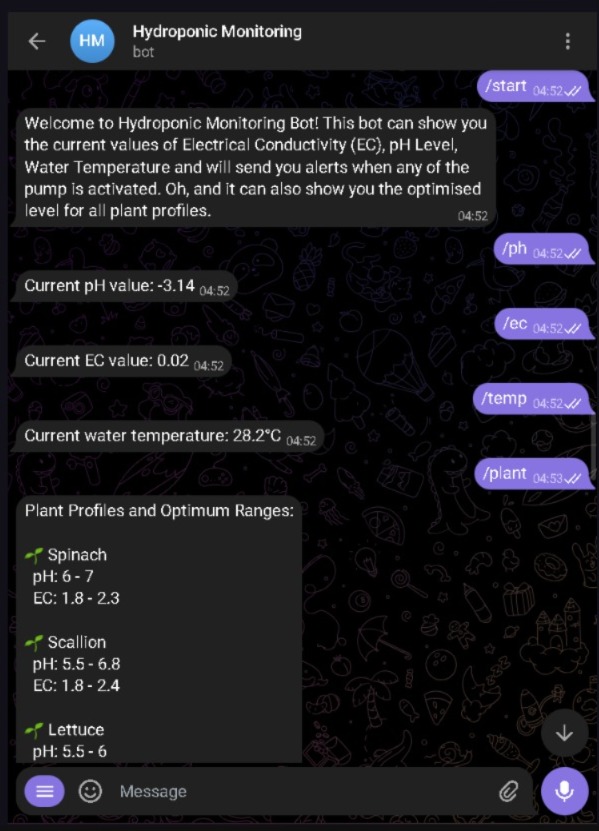 Hydroponic Monitoring
HM
bot
/start 04:52
Welcome to Hydroponic Monitoring Bot! This bot can show you
the current values of Electrical Conductivity (EC), pH Level,
Water Temperature and will send you alerts when any of the
pump is activated. Oh, and it can also show you the optimised
level for all plant profiles.
04:52
/ph 04:52
Current pH value: -3.14 04:52
/ec 04:52
Current EC value: 0.02 04:52
/temp 04:52
Current water temperature: 28.2°C 04:52
/plant 04:53
Plant Profiles and Optimum Ranges:
Spinach
pH: 6 - 7
EC: 1.8 - 2.3
Scallion
pH: 5.5 - 6.8
EC: 1.8 - 2.4
Lettuce
pH: 5.5 - 6
Message